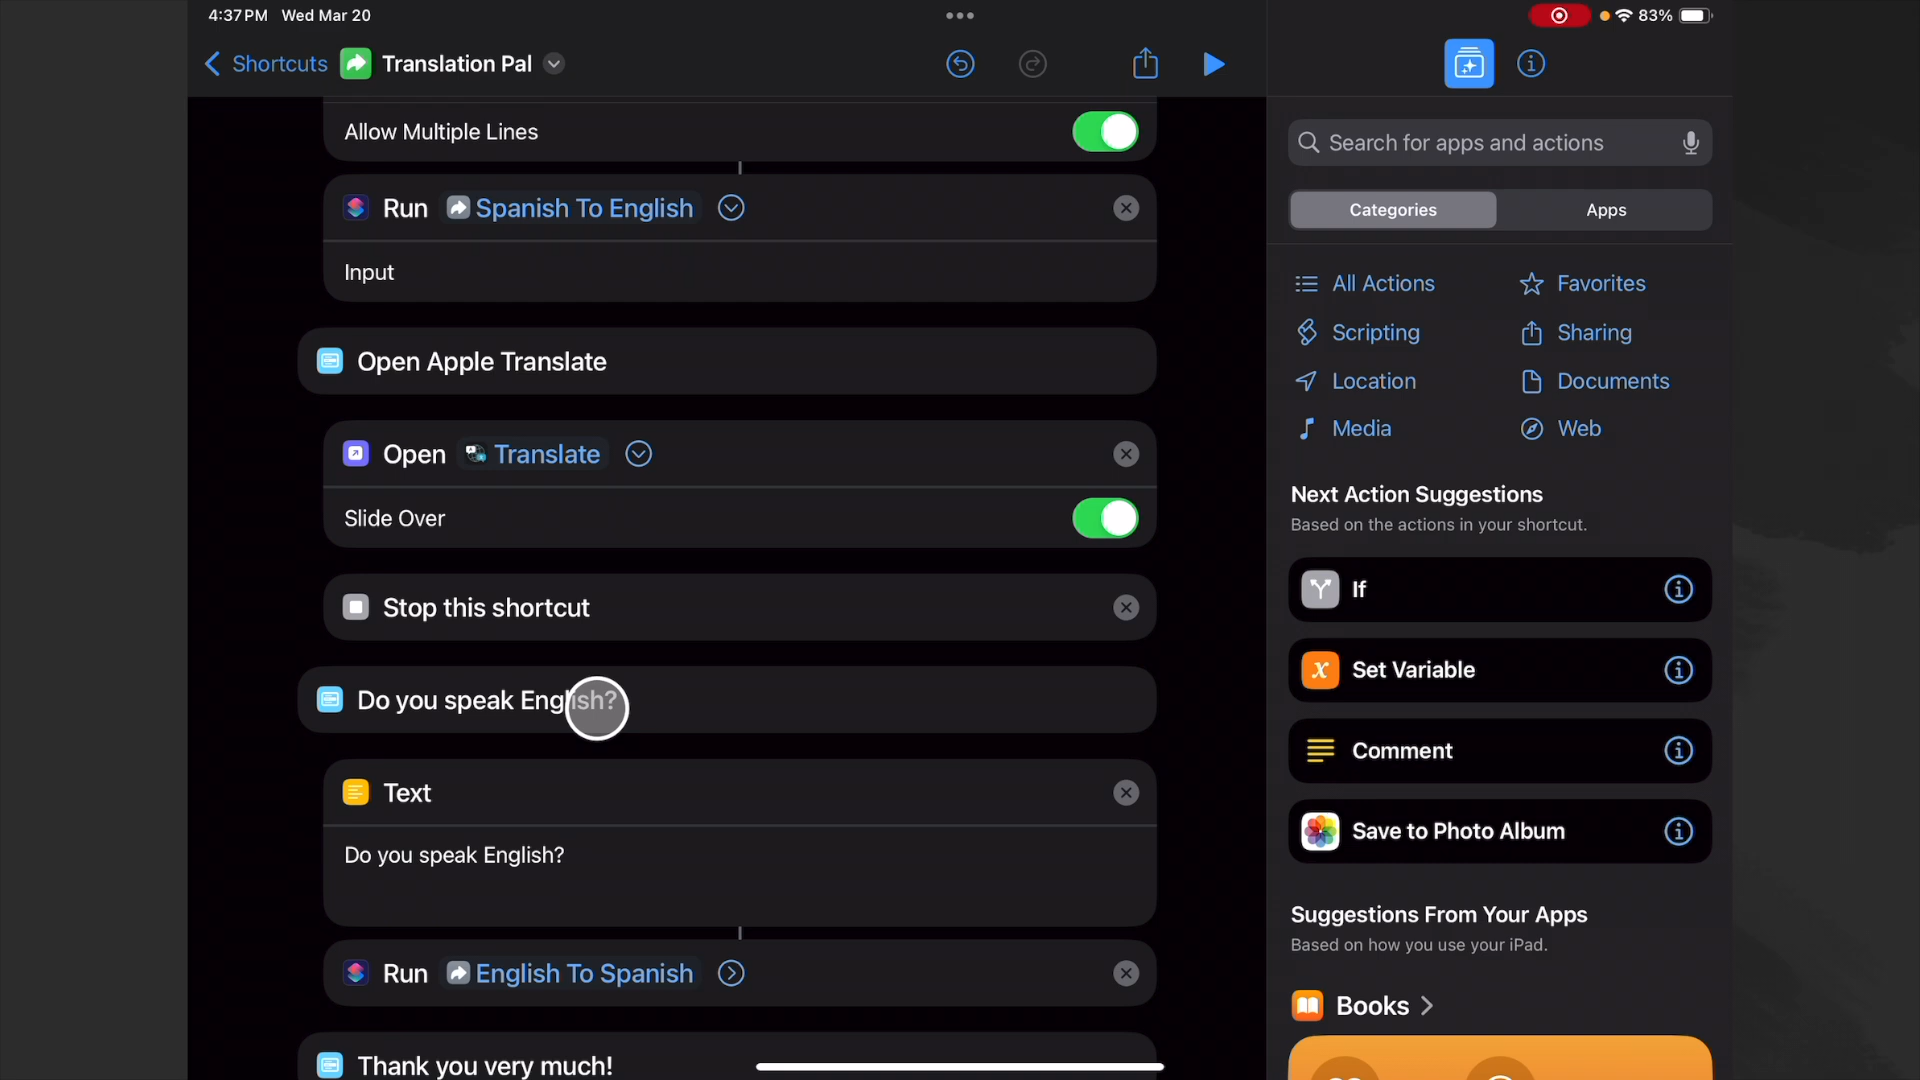 4:37PM Wed Mar 20
83%
Shortcuts
Translation Pal
Allow Multiple Lines
Run Spanish To English
Input
Open Apple Translate
Open Translate
Slide Over
Stop this shortcut
Do you speak English?
Text
Do you speak English?
Run English To Spanish
Thank you very much!
Search for apps and actions
Categories
Apps
All Actions
Favorites
Scripting
Sharing
Location
Documents
Media
Web
Next Action Suggestions
Based on the actions in your shortcut.
If
Set Variable
Comment
Save to Photo Album
Suggestions From Your Apps
Based on how you use your iPad.
Books